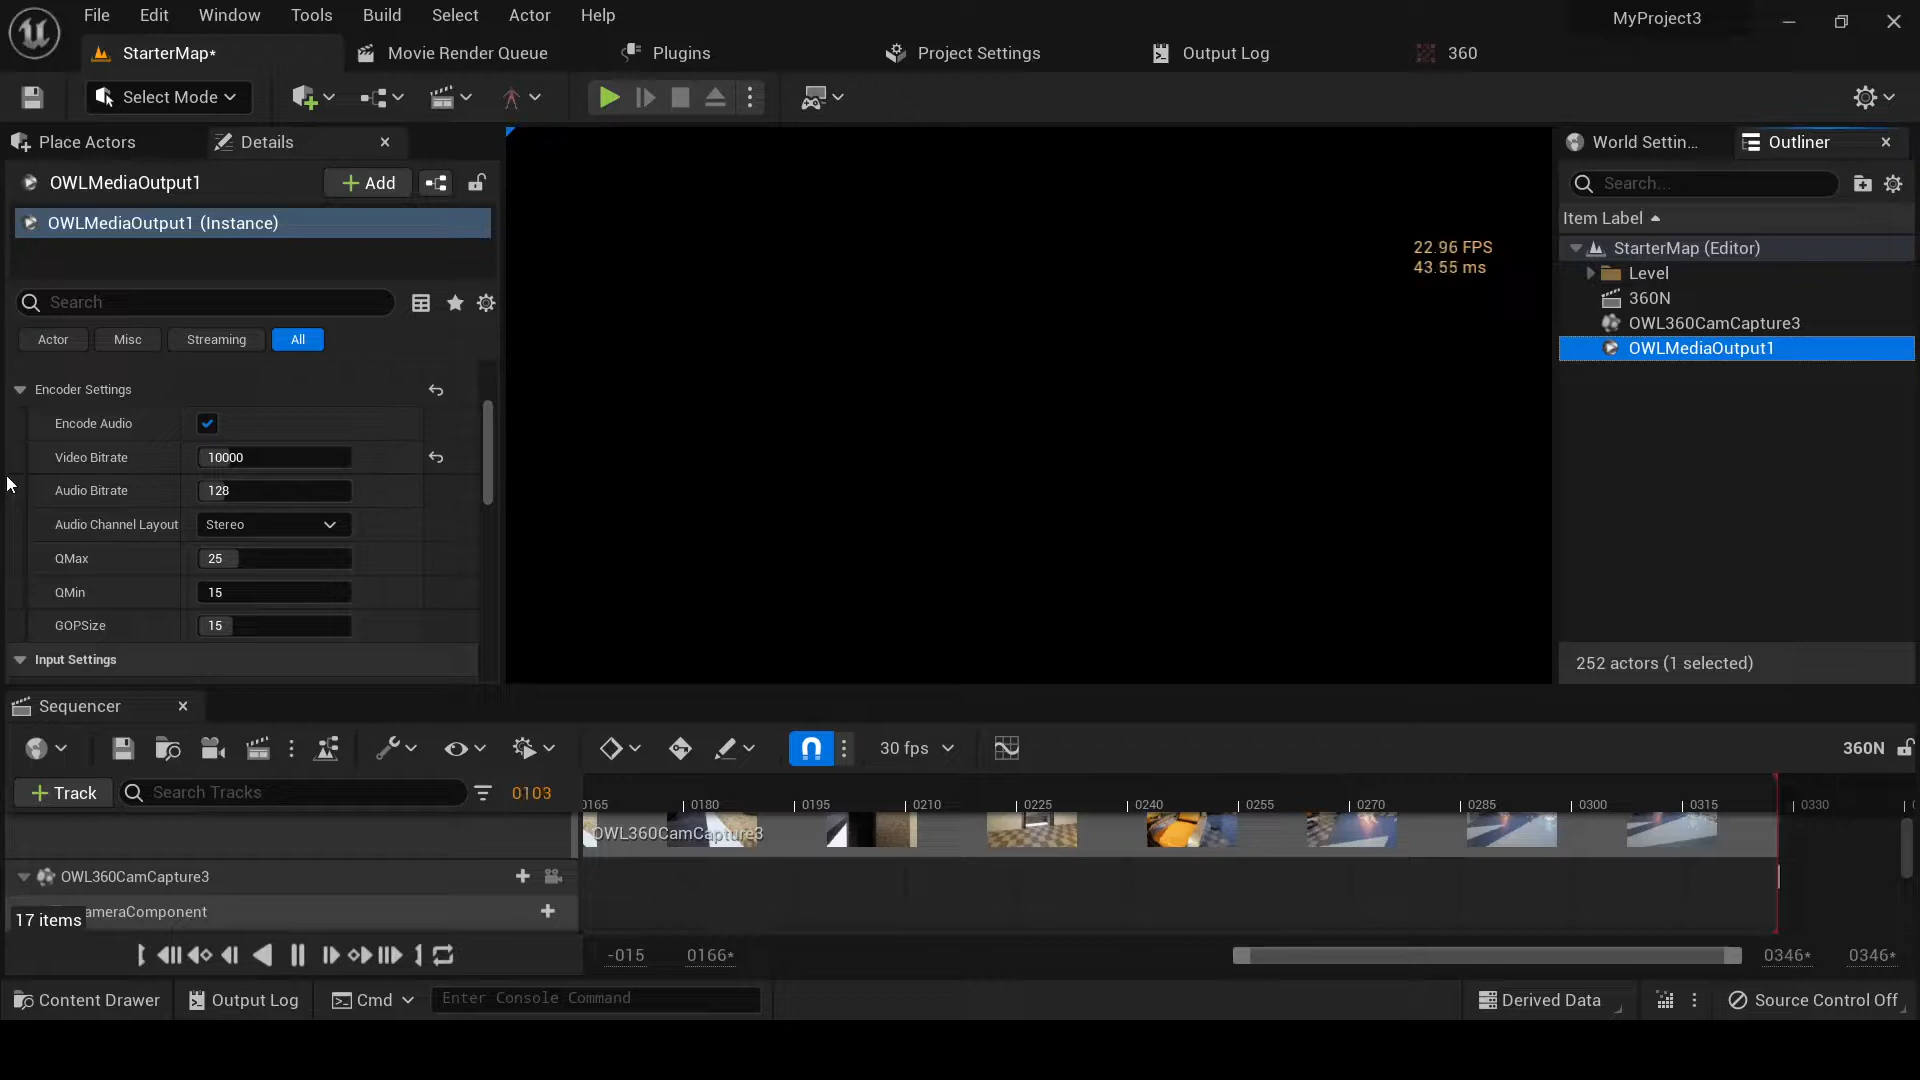 File Edit Window Tools Build Select Actor Help MyProject3
StarterMap* Movie Render Queue Plugins Project Settings Output Log 360
Select Mode
Place Actors Details World Settin... Outliner
OWLMediaOutput1 Add Search...
OWLMediaOutput1 (Instance) Item Label
22.96 FPS StarterMap (Editor)
43.55 ms Level
Search 360N
Actor Misc Streaming All OWL360CamCapture3
OWLMediaOutput1
Encoder Settings
Encode Audio
Video Bitrate 10000
Audio Bitrate 128
Audio Channel Layout Stereo
QMax 25
QMin 15
GOPSize 15
Input Settings 252 actors (1 selected)
Sequencer
30 fps 360N
Track Search Tracks 0103 0165 0180 0195 0210 0225 0240 0255 0270 0285 0300 0315 0330
OWL360CamCapture3
OWL360CamCapture3
ameraComponent
17 items
-015 0166* 0346* 0346*
Content Drawer Output Log Cmd Enter Console Command Derived Data Source Control Off